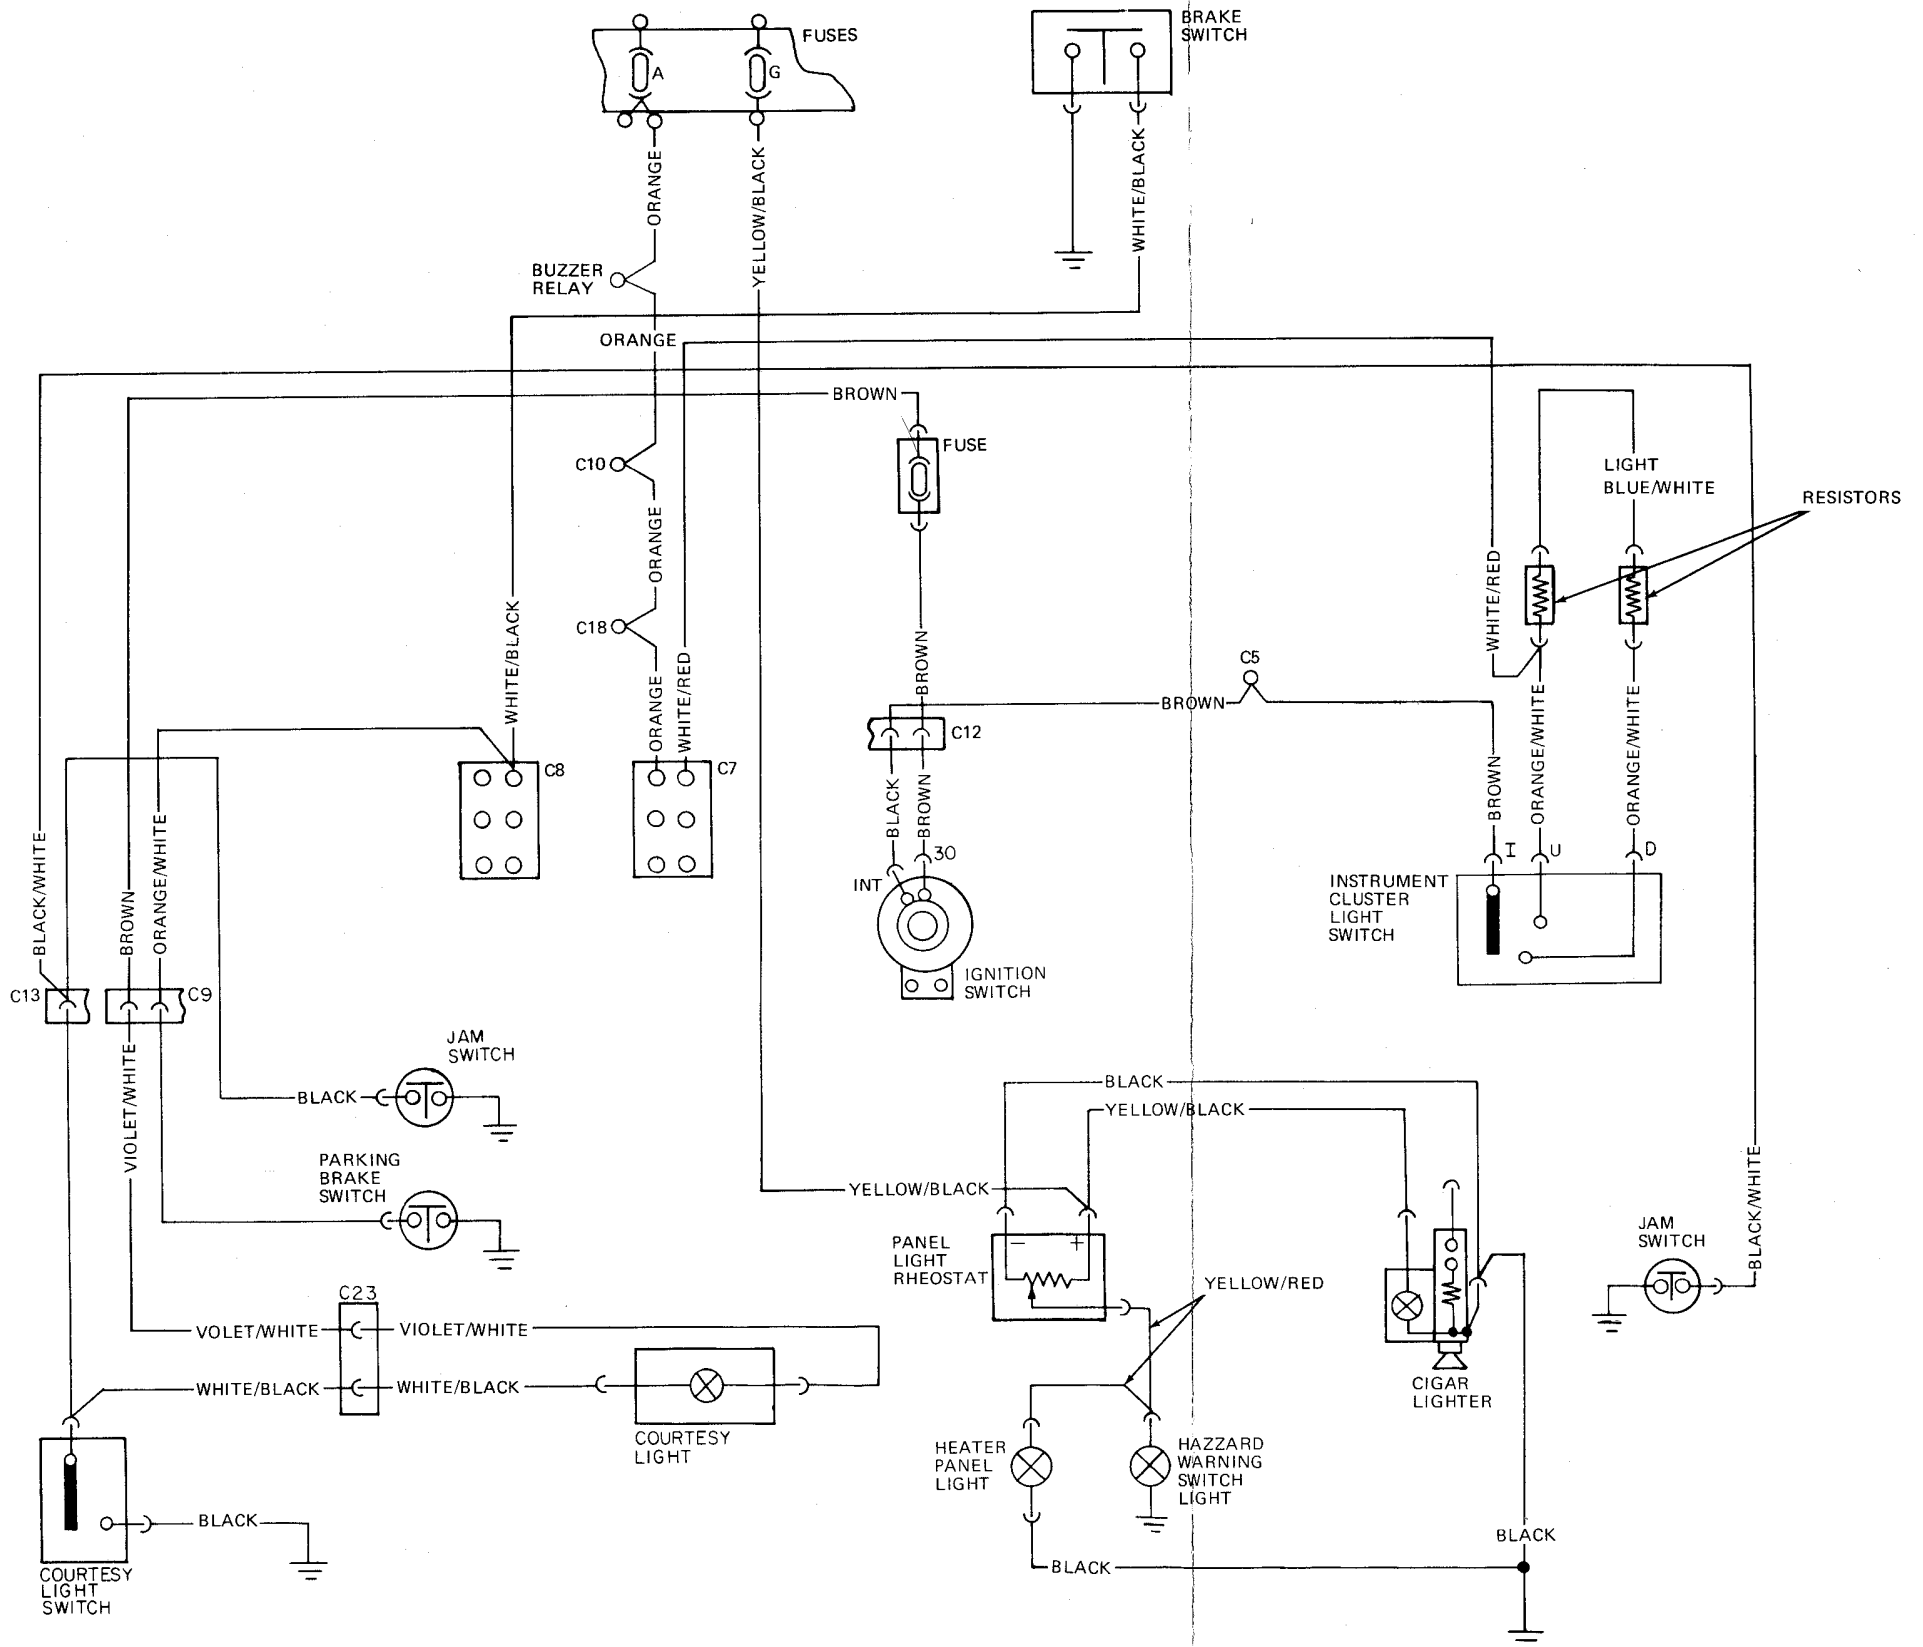 FUSES
A
G
BRAKE
SWITCH
ORANGE
YELLOW/BLACK
WHITE/BLACK
BUZZER
RELAY
ORANGE
BROWN
FUSE
C10
LIGHT
BLUE/WHITE
RESISTORS
ORANGE
C18
WHITE/BLACK
ORANGE
WHITE/RED
BROWN
WHITE/RED
C5
BROWN
ORANGE/WHITE
ORANGE/WHITE
C12
C8
C7
BLACK
BROWN
BROWN
30
INT
I
U
D
INSTRUMENT
CLUSTER
LIGHT
SWITCH
IGNITION
SWITCH
BLACK/WHITE
BROWN
ORANGE/WHITE
C13
C9
JAM
SWITCH
VIOLET/WHITE
BLACK
PARKING
BRAKE
SWITCH
BLACK
YELLOW/BLACK
YELLOW/BLACK
PANEL
LIGHT
RHEOSTAT
–
+
YELLOW/RED
JAM
SWITCH
BLACK/WHITE
C23
VOLET/WHITE
VIOLET/WHITE
WHITE/BLACK
WHITE/BLACK
COURTESY
LIGHT
CIGAR
LIGHTER
HEATER
PANEL
LIGHT
HAZZARD
WARNING
SWITCH
LIGHT
BLACK
BLACK
BLACK
COURTESY
LIGHT
SWITCH